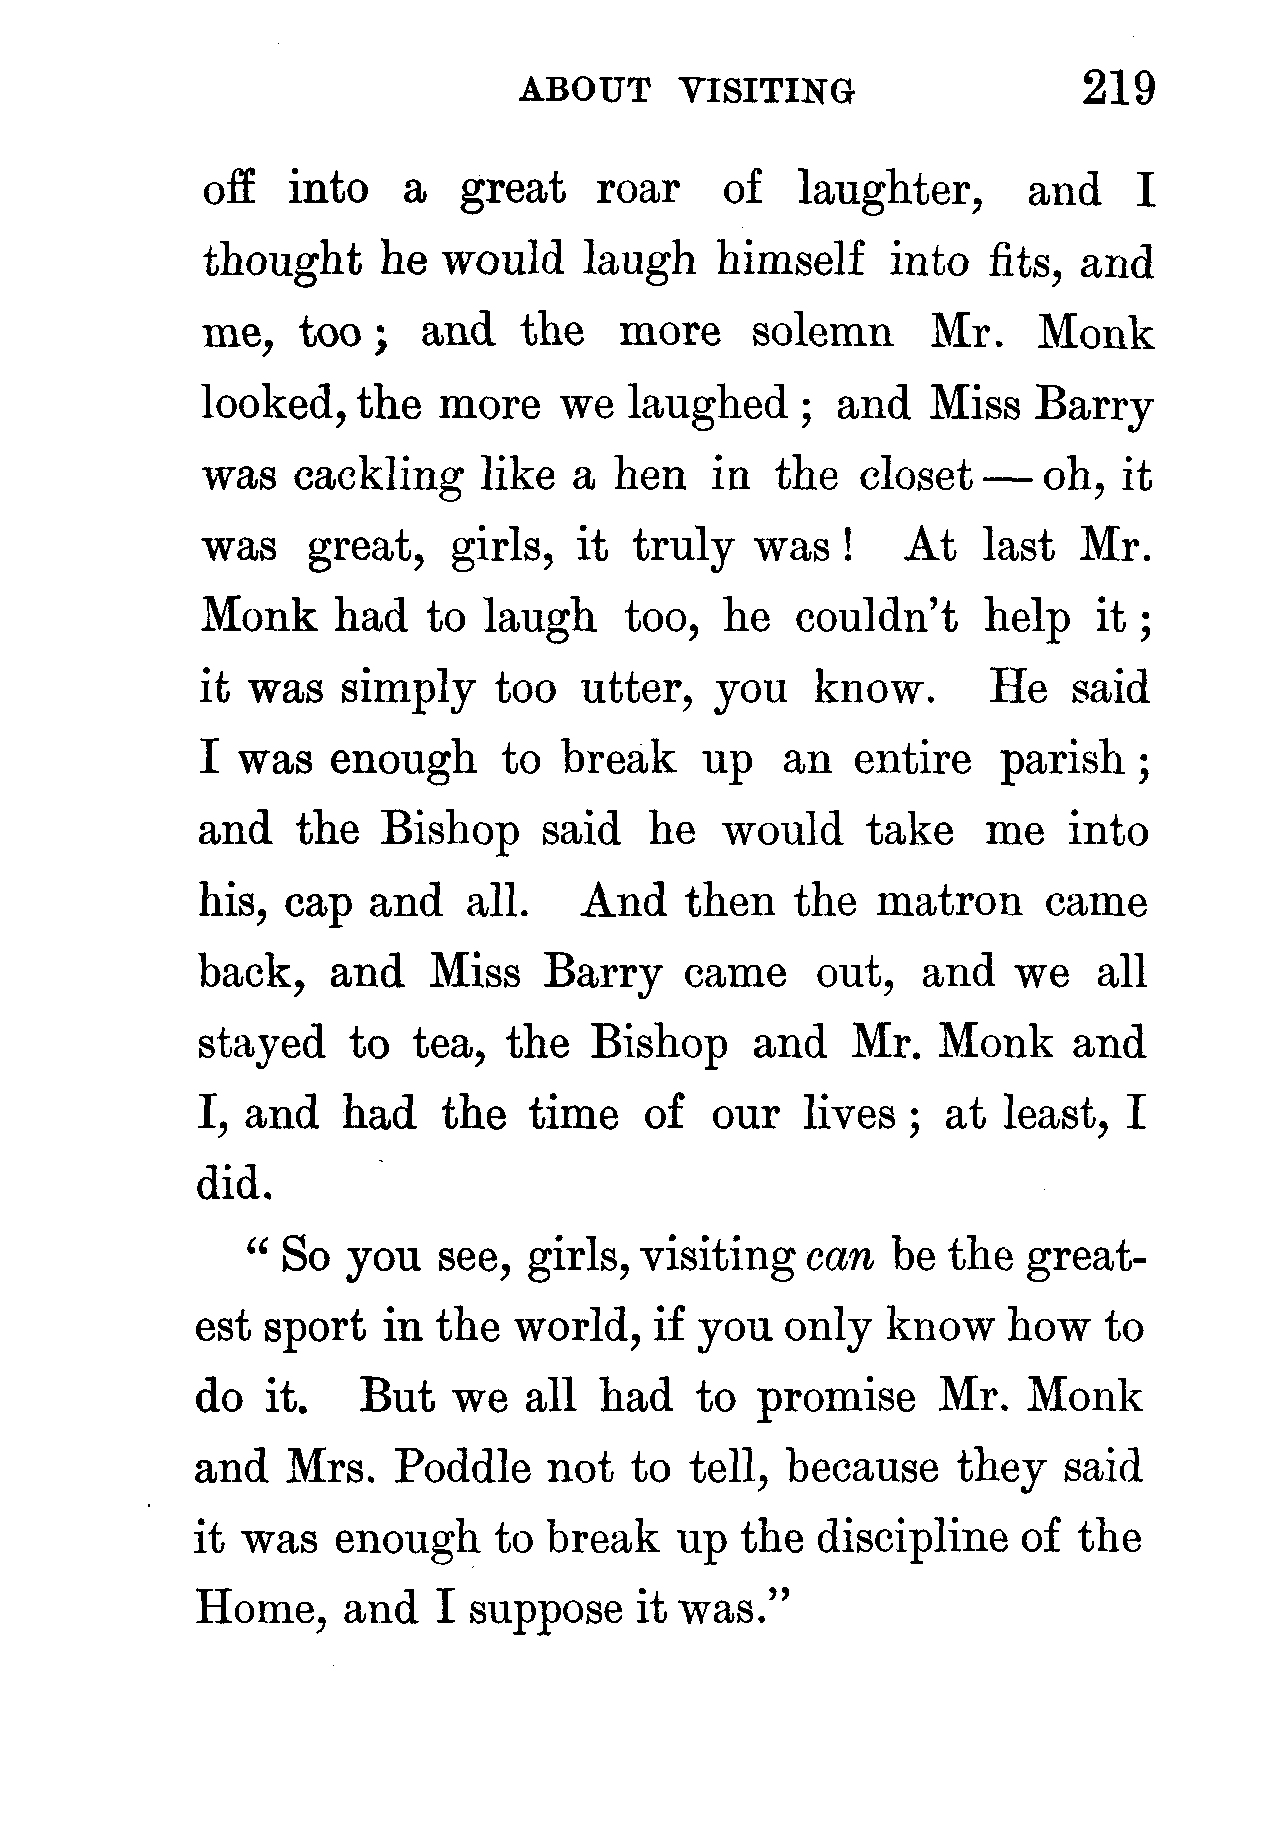 ABOUT VISITING 219
off into a great roar of laughter, and I
thought he would laugh himself into fits, and
me, too ; and the more solemn Mr. Monk
looked, the more we laughed ; and Miss Barry
was cackling like a hen in the closet — oh, it
was great, girls, it truly was ! At last Mr.
Monk had to laugh too, he couldn't help it ;
it was simply too utter, you know. He said
I was enough to break up an entire parish ;
and the Bishop said he would take me into
his, cap and all. And then the matron came
back, and Miss Barry came out, and we all
stayed to tea, the Bishop and Mr. Monk and
I, and had the time of our lives ; at least, I
did.
“ So you see, girls, visiting can be the great-
est sport in the world, if you only know how to
do it. But we all had to promise Mr. Monk
and Mrs. Poddle not to tell, because they said
it was enough to break up the discipline of the
Home, and I suppose it was.”